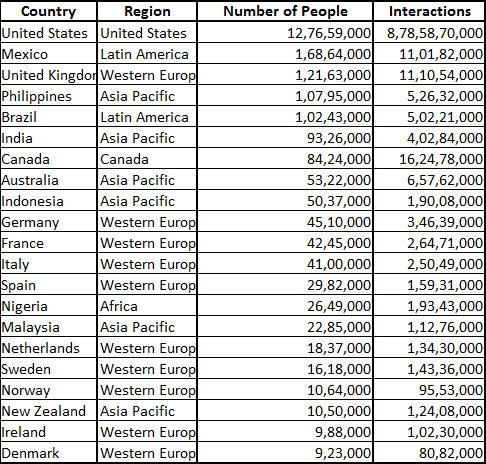 Country Region Number of People Interactions
United States United States 12,76,59,000 8,78,58,70,000
Mexico Latin America 1,68,64,000 11,01,82,000
United Kingdor Western Europ 1,21,63,000 11,10,54,000
Philippines Asia Pacific 1,07,95,000 5,26,32,000
Brazil Latin America 1,02,43,000 5,02,21,000
India Asia Pacific 93,26,000 4,02,84,000
Canada Canada 84,24,000 16,24,78,000
Australia Asia Pacific 53,22,000 6,57,62,000
Indonesia Asia Pacific 50,37,000 1,90,08,000
Germany Western Europ 45,10,000 3,46,39,000
France Western Europ 42,45,000 2,64,71,000
Italy Western Europ 41,00,000 2,50,49,000
Spain Western Europ 29,82,000 1,59,31,000
Nigeria Africa 26,49,000 1,93,43,000
Malaysia Asia Pacific 22,85,000 1,12,76,000
Netherlands Western Europ 18,37,000 1,34,30,000
Sweden Western Europ 16,18,000 1,43,36,000
Norway Western Europ 10,64,000 95,53,000
New Zealand Asia Pacific 10,50,000 1,24,08,000
Ireland Western Europ 9,88,000 1,02,30,000
Denmark Western Europ 9,23,000 80,82,000